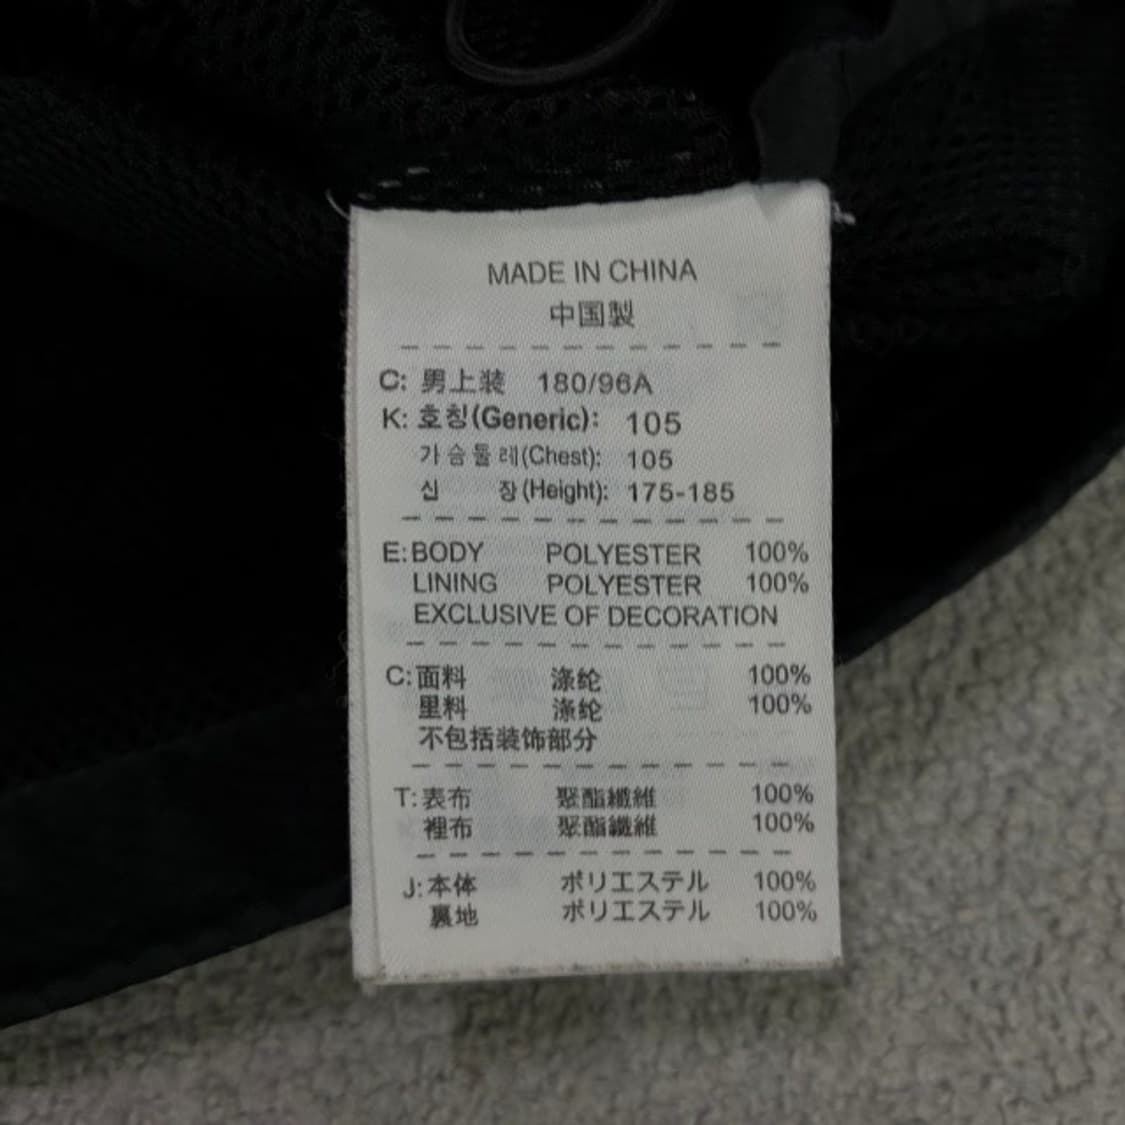 MADE IN CHINA
中国製
C: 男上装 180/96A
K: 호칭(Generic): 105
가슴둘레(Chest): 105
신 장(Height): 175-185
E: BODY POLYESTER 100%
LINING POLYESTER 100%
EXCLUSIVE OF DECORATION
C: 面料 涤纶 100%
里料 涤纶 100%
不包括装饰部分
T: 表布 聚酯纖維 100%
裡布 聚酯纖維 100%
J: 本体 ポリエステル 100%
裏地 ポリエステル 100%